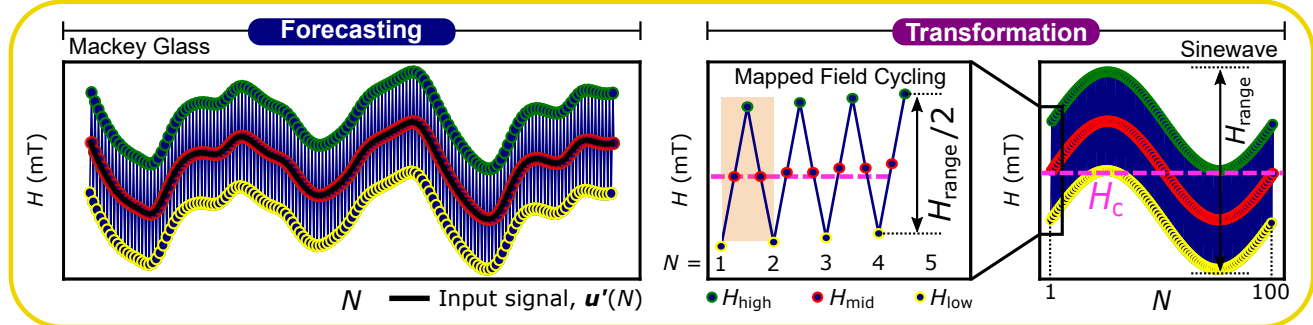 Forecasting
Mackey Glass
H (mT)
N
Input signal, u'(N)
Transformation
Sinewave
Mapped Field Cycling
H (mT)
H_range /2
N = 1 2 3 4 5
H_high H_mid H_low
H (mT)
H_range
H_c
1 N 100